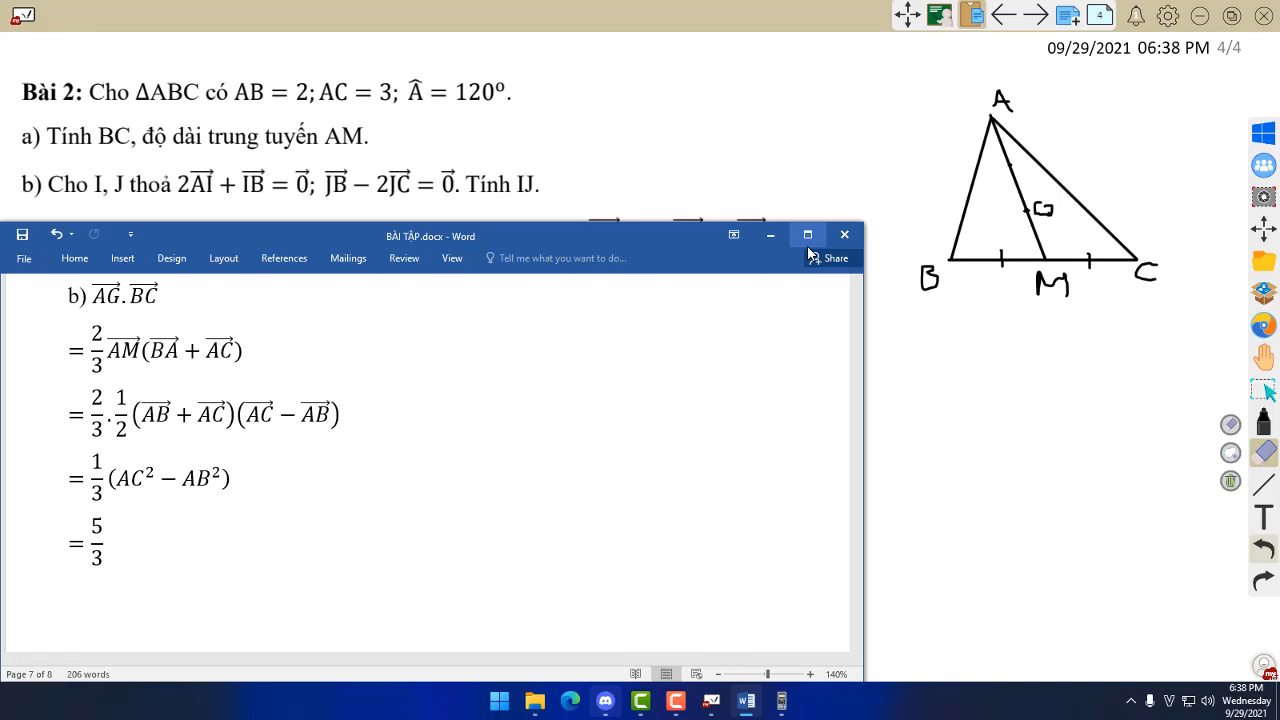 4
09/29/2021 06:38 PM 4/4
Bài 2: Cho ΔABC có AB = 2; AC = 3; Â = 120º.
a) Tính BC, độ dài trung tuyến AM.
b) Cho I, J thoả 2AI⃗ + IB⃗ = 0⃗; JB⃗ − 2JC⃗ = 0⃗. Tính IJ.
A
G
B
M
C
BÀI TẬP.docx - Word
File Home Insert Design Layout References Mailings Review View Tell me what you want to do... Share
b) AG⃗.BC⃗
= 2/3 AM⃗(BA⃗ + AC⃗)
= 2/3.1/2(AB⃗ + AC⃗)(AC⃗ − AB⃗)
= 1/3(AC² − AB²)
= 5/3
Page 7 of 8 206 words 140%
T
V
6:38 PM
Wednesday
9/29/2021